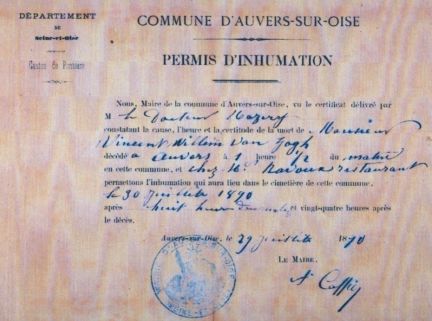 DÉPARTEMENT
DE
Seine-et-Oise
Canton de Pontoise
COMMUNE D'AUVERS-SUR-OISE
PERMIS D'INHUMATION
Nous, Maire de la commune d'Auvers-sur-Oise, vu le certificat délivré par
M le Docteur Mazery
constatant la cause, l'heure et la certitude de la mort de Monsieur
Vincent Willem Van Gogh
décédé à Auvers à 1 heure 1/2 du matin
en cette commune, et chez Mr Ravoux restaurant
permettons l'inhumation qui aura lieu dans le cimetière de cette commune.
le 30 Juillet 1890
après huit heures et vingt-quatre heures après
le décès.
Auvers-sur-Oise, le 29 Juillet 1890
LE MAIRE,
Caffin